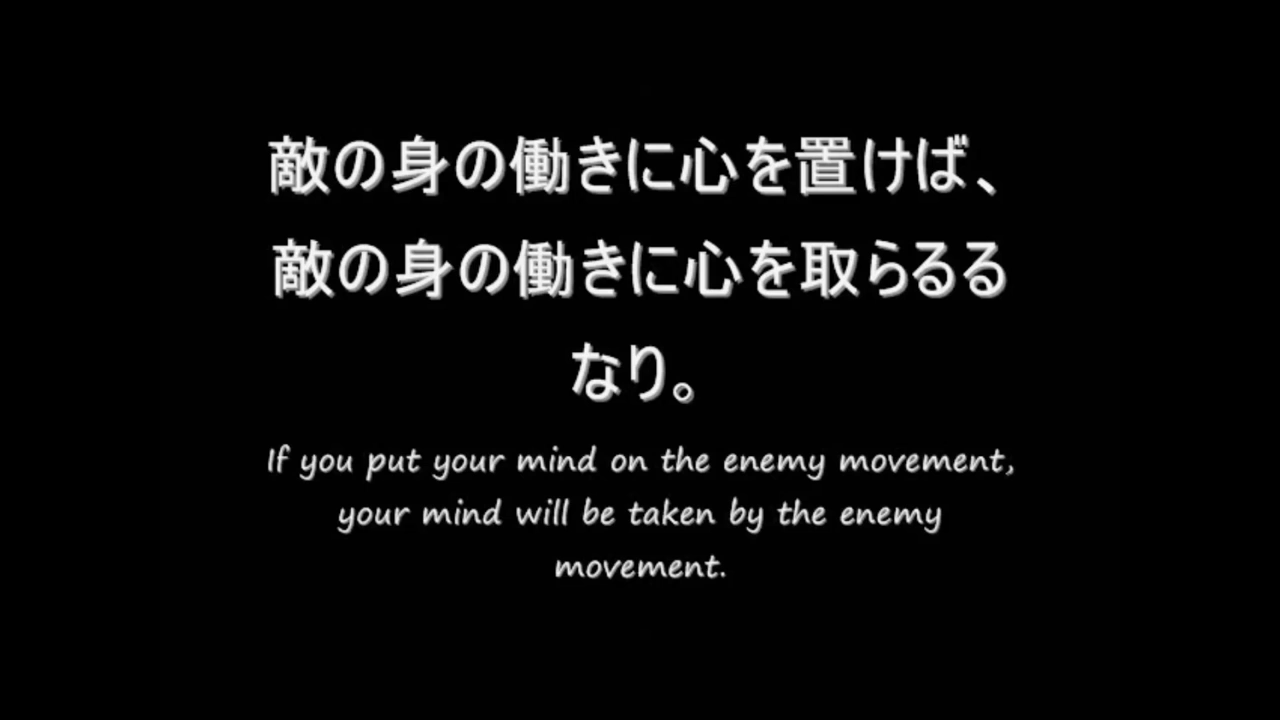 敵の身の働きに心を置けば、
敵の身の働きに心を取らるる
なり。
If you put your mind on the enemy movement,
your mind will be taken by the enemy
movement.